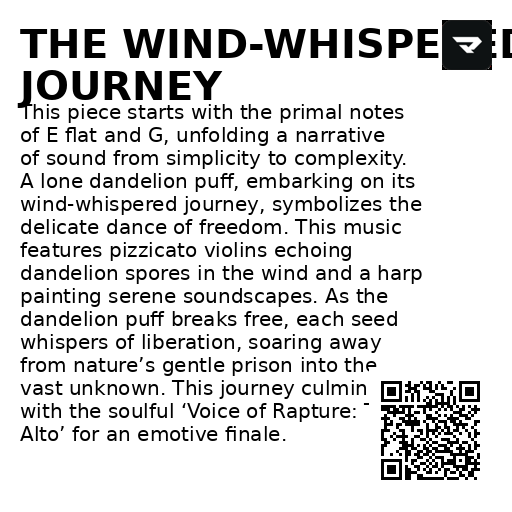 THE WIND-WHISPE ED
JOURNEY
This piece starts with the primal notes
of E flat and G, unfolding a narrative
of sound from simplicity to complexity.
A lone dandelion puff, embarking on its
wind-whispered journey, symbolizes the
delicate dance of freedom. This music
features pizzicato violins echoing
dandelion spores in the wind and a harp
painting serene soundscapes. As the
dandelion puff breaks free, each seed
whispers of liberation, soaring away
from nature’s gentle prison into the
vast unknown. This journey culmin
with the soulful ‘Voice of Rapture:
Alto’ for an emotive finale.